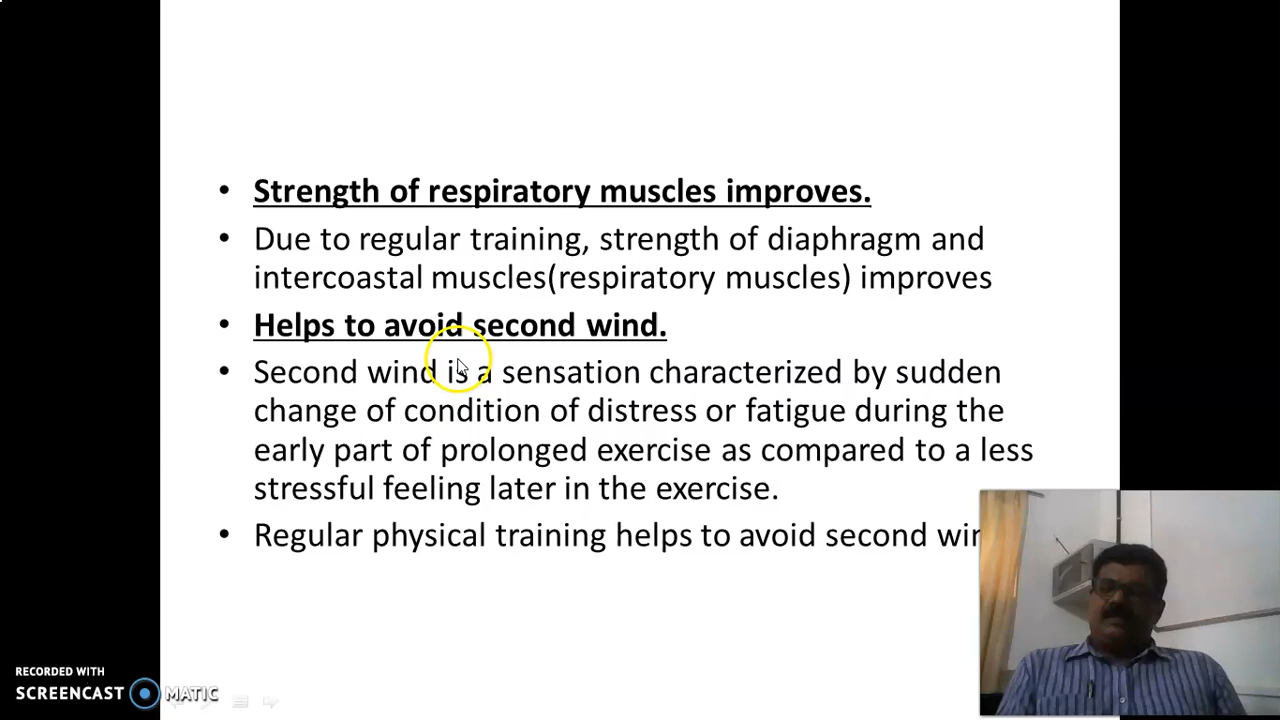 • Strength of respiratory muscles improves.
• Due to regular training, strength of diaphragm and
intercoastal muscles(respiratory muscles) improves
• Helps to avoid second wind.
• Second wind is a sensation characterized by sudden
change of condition of distress or fatigue during the
early part of prolonged exercise as compared to a less
stressful feeling later in the exercise.
• Regular physical training helps to avoid second
RECORDED WITH
SCREENCAST MATIC